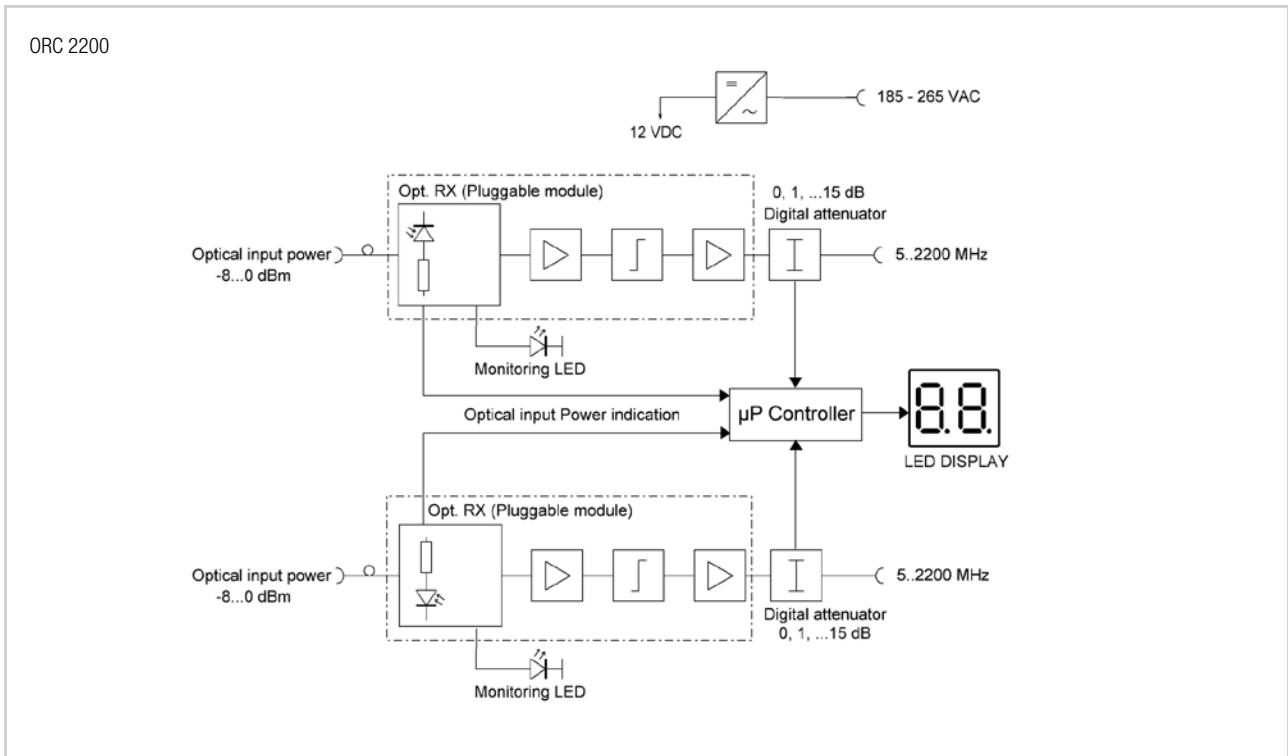 ORC 2200
185 - 265 VAC
12 VDC
Opt. RX (Pluggable module)
0, 1, ...15 dB
Digital attenuator
Optical input power
-8...0 dBm
5..2200 MHz
Monitoring LED
Optical input Power indication
µP Controller
8.8.
LED DISPLAY
Opt. RX (Pluggable module)
Optical input power
-8...0 dBm
5..2200 MHz
Digital attenuator
0, 1, ...15 dB
Monitoring LED